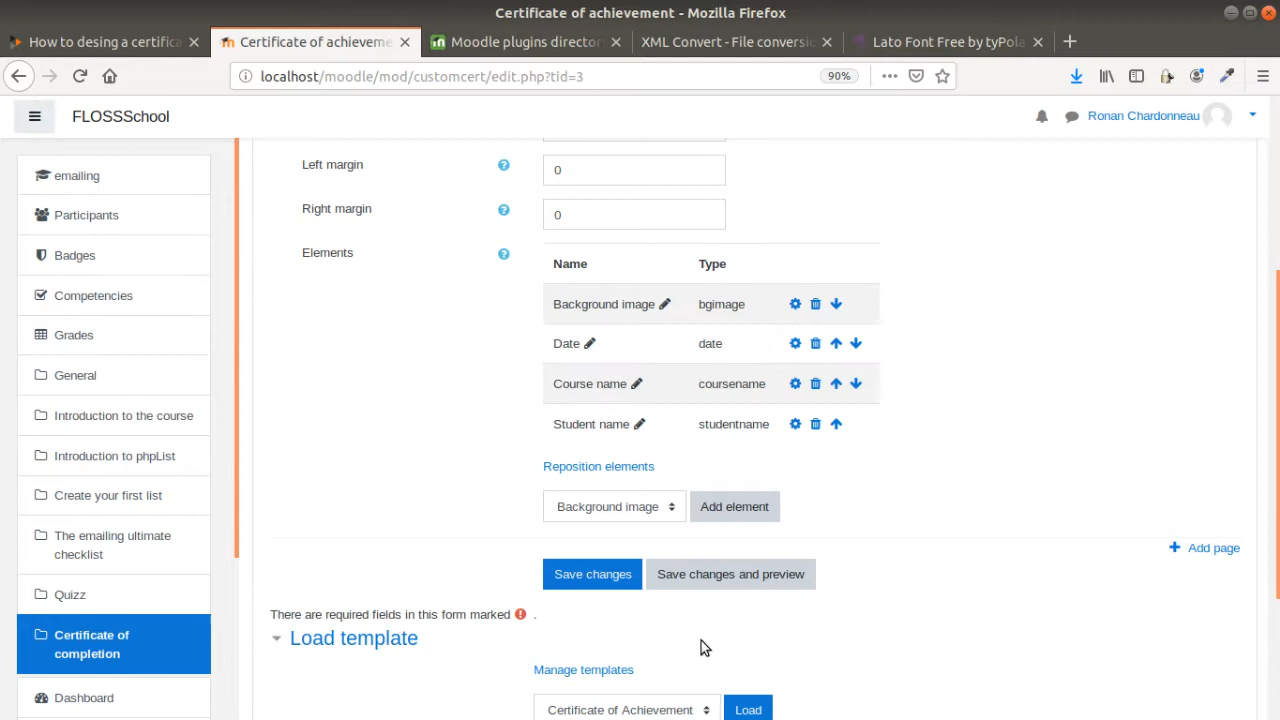 Certificate of achievement - Mozilla Firefox
How to desing a certifica
Certificate of achieveme
Moodle plugins director
XML Convert - File conversi
Lato Font Free by tyPola
localhost/moodle/mod/customcert/edit.php?tid=3
90%
FLOSSSchool
Ronan Chardonneau
emailing
Participants
Badges
Competencies
Grades
General
Introduction to the course
Introduction to phpList
Create your first list
The emailing ultimate
checklist
Quizz
Certificate of
completion
Dashboard
Left margin
0
Right margin
0
Elements
Name Type
Background image bgimage
Date date
Course name coursename
Student name studentname
Reposition elements
Background image Add element
Add page
Save changes Save changes and preview
There are required fields in this form marked .
Load template
Manage templates
Certificate of Achievement Load